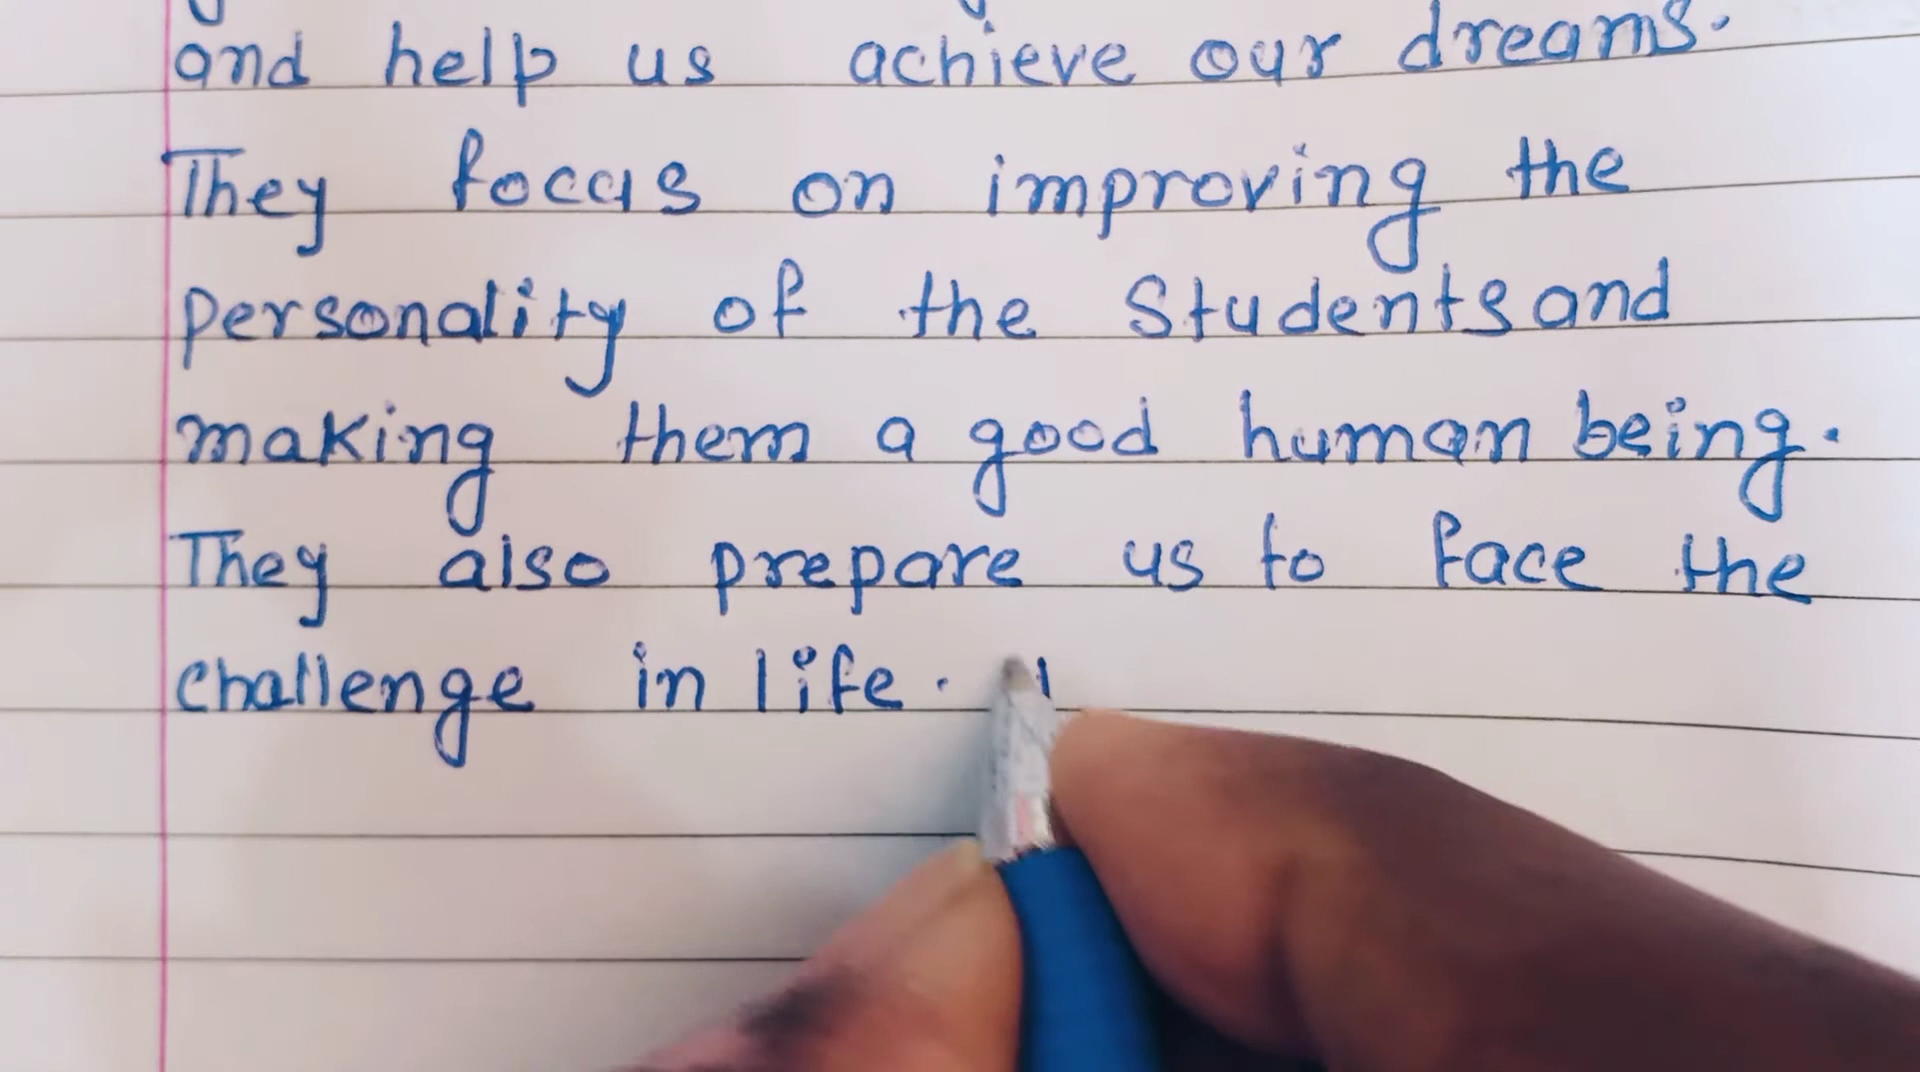 and help us achieve our dreams.
They focus on improving the
personality of the Students and
making them a good human being.
They also prepare us to face the
challenge in life.